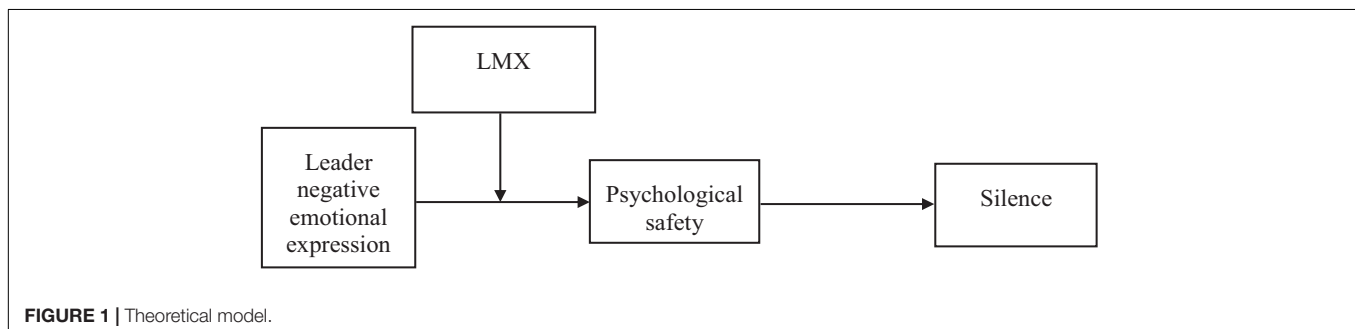 LMX
Leader
negative
emotional
expression
Psychological
safety
Silence
FIGURE 1 | Theoretical model.